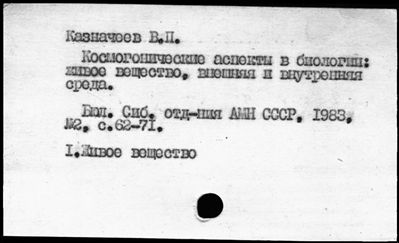 Казначеев В.П.
Космогонические аспекты в биологии:
живое вещество, внешняя и внутренняя
среда.
Бюл. Сиб. отд-ния АМН СССР, 1983,
№2, с.62-71.
1.Живое вещество